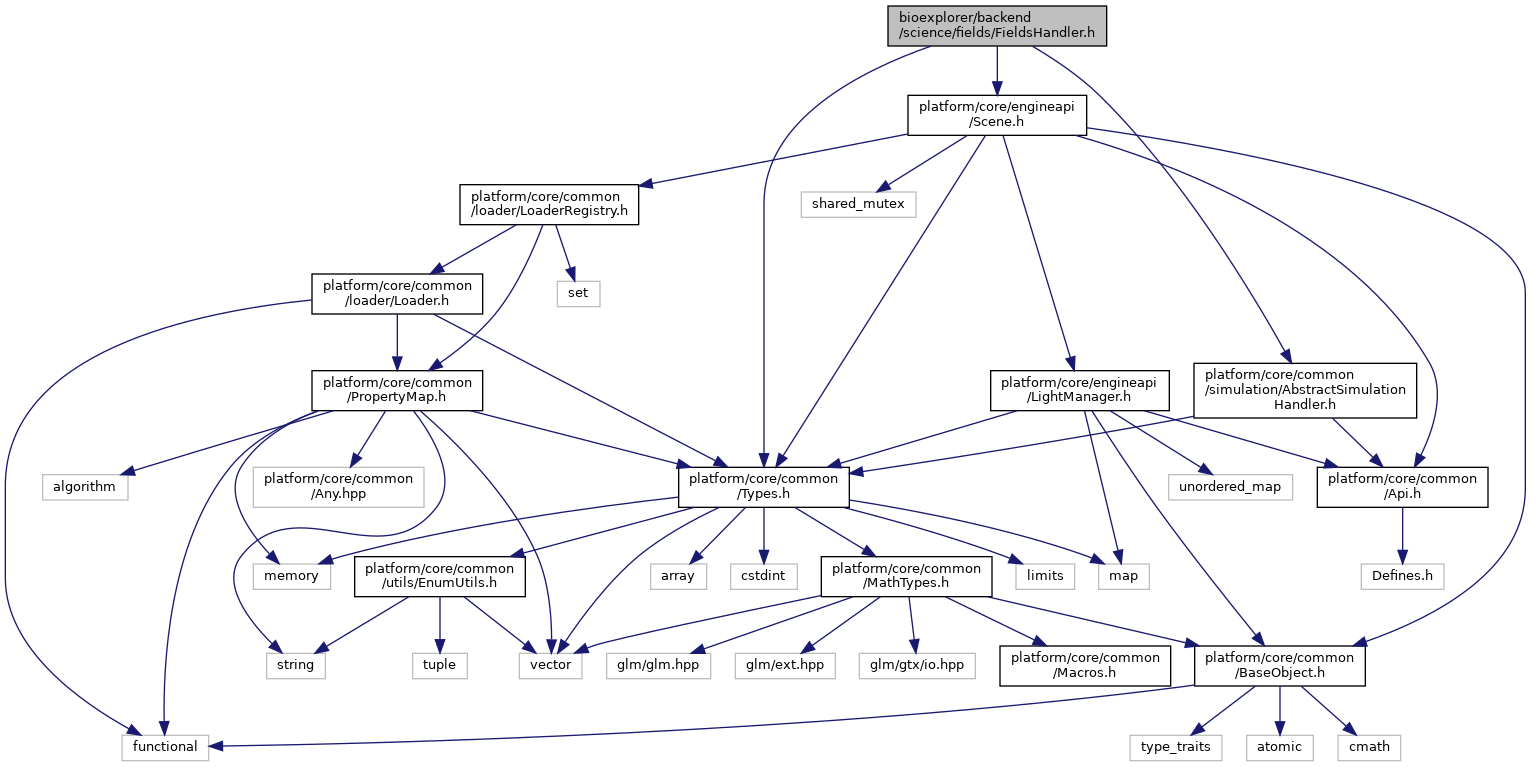 bioexplorer/backend
/science/fields/FieldsHandler.h
platform/core/engineapi
/Scene.h
platform/core/common
/loader/LoaderRegistry.h
shared_mutex
platform/core/common
/loader/Loader.h
set
platform/core/common
/PropertyMap.h
platform/core/engineapi
/LightManager.h
platform/core/common
/simulation/AbstractSimulation
Handler.h
algorithm
platform/core/common
/Any.hpp
platform/core/common
/Types.h
unordered_map
platform/core/common
/Api.h
memory
platform/core/common
/utils/EnumUtils.h
array
cstdint
platform/core/common
/MathTypes.h
limits
map
Defines.h
string
tuple
vector
glm/glm.hpp
glm/ext.hpp
glm/gtx/io.hpp
platform/core/common
/Macros.h
platform/core/common
/BaseObject.h
functional
type_traits
atomic
cmath